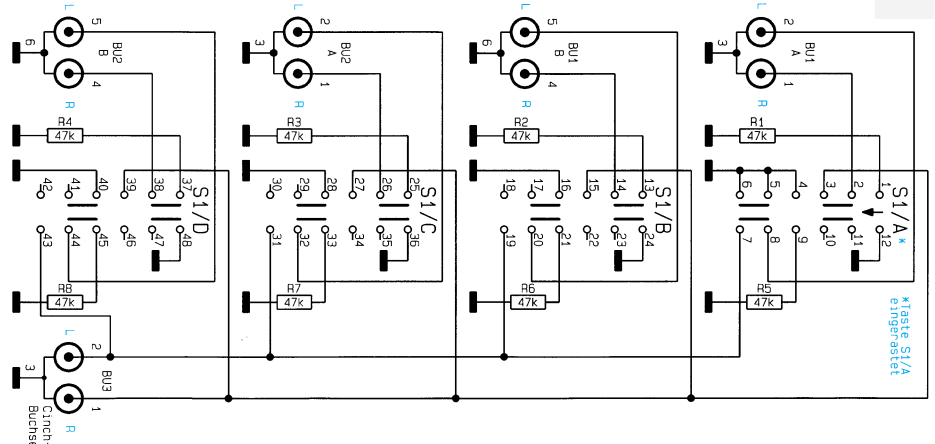 L
5
BU2
B
6
4
R
L
2
BU2
A
3
1
R
L
5
BU1
B
6
4
R
L
2
BU1
A
3
1
R
R4
47k
R3
47k
R2
47k
R1
47k
42
41
40
39
38
37
S1/D
43
44
45
46
47
48
30
29
28
27
26
25
S1/C
31
32
33
34
35
36
18
17
16
15
14
13
S1/B
19
20
21
22
23
24
6
5
4
3
2
1
S1/A*
7
8
9
10
11
12
R8
47k
R7
47k
R6
47k
R5
47k
*Taste S1/A
eingerastet
L
2
BU3
3
1
R
Cinch-
Buchse